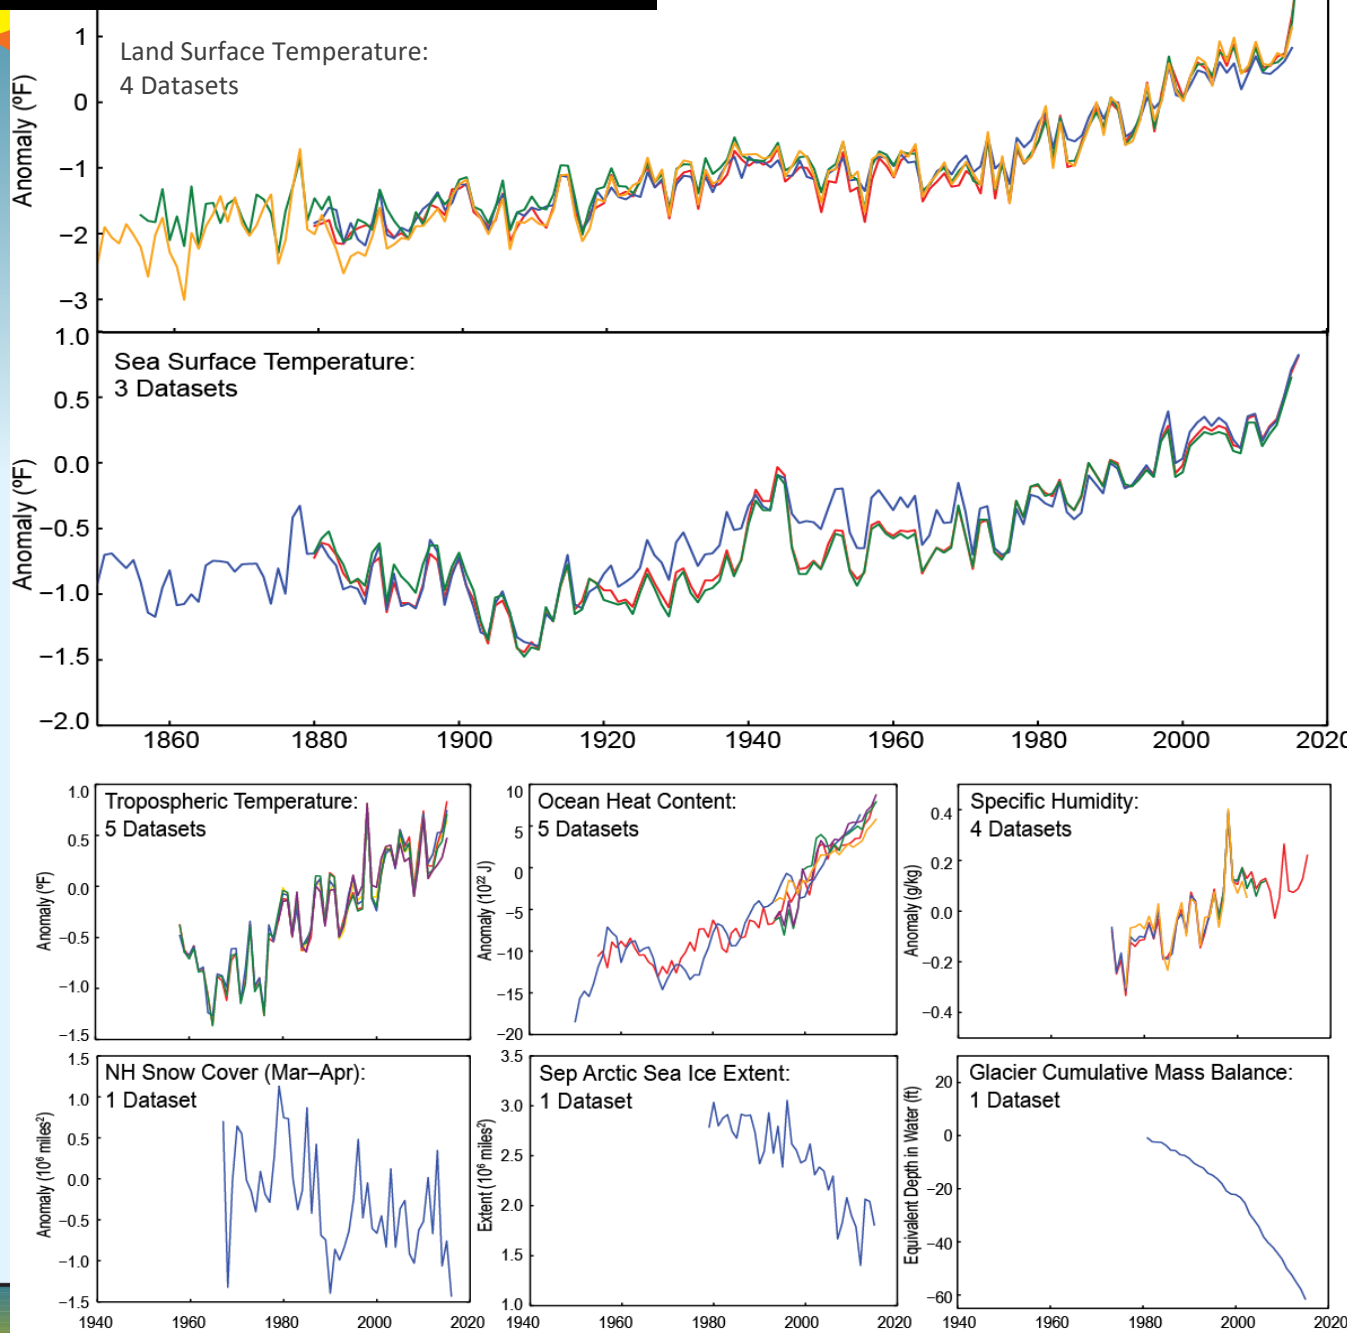 Land Surface Temperature:
4 Datasets
Anomaly (ºF)
1
0
−1
−2
−3
Sea Surface Temperature:
3 Datasets
Anomaly (ºF)
1.0
0.5
0.0
−0.5
−1.0
−1.5
−2.0
1860 1880 1900 1920 1940 1960 1980 2000 2020
Tropospheric Temperature:
5 Datasets
Anomaly (ºF)
1.0
0.5
0.0
−0.5
−1.0
−1.5
Ocean Heat Content:
5 Datasets
Anomaly (10²² J)
10
5
0
−5
−10
−15
−20
Specific Humidity:
4 Datasets
Anomaly (g/kg)
0.4
0.2
0.0
−0.2
−0.4
NH Snow Cover (Mar–Apr):
1 Dataset
Anomaly (10⁶ miles²)
1.5
1.0
0.5
0.0
−0.5
−1.0
−1.5
1940 1960 1980 2000 2020
Sep Arctic Sea Ice Extent:
1 Dataset
Extent (10⁶ miles²)
3.5
3.0
2.5
2.0
1.5
1.0
1960 1980 2000 2020
Glacier Cumulative Mass Balance:
1 Dataset
Equivalent Depth in Water (ft)
20
0
−20
−40
−60
1940 1960 1980 2000 2020